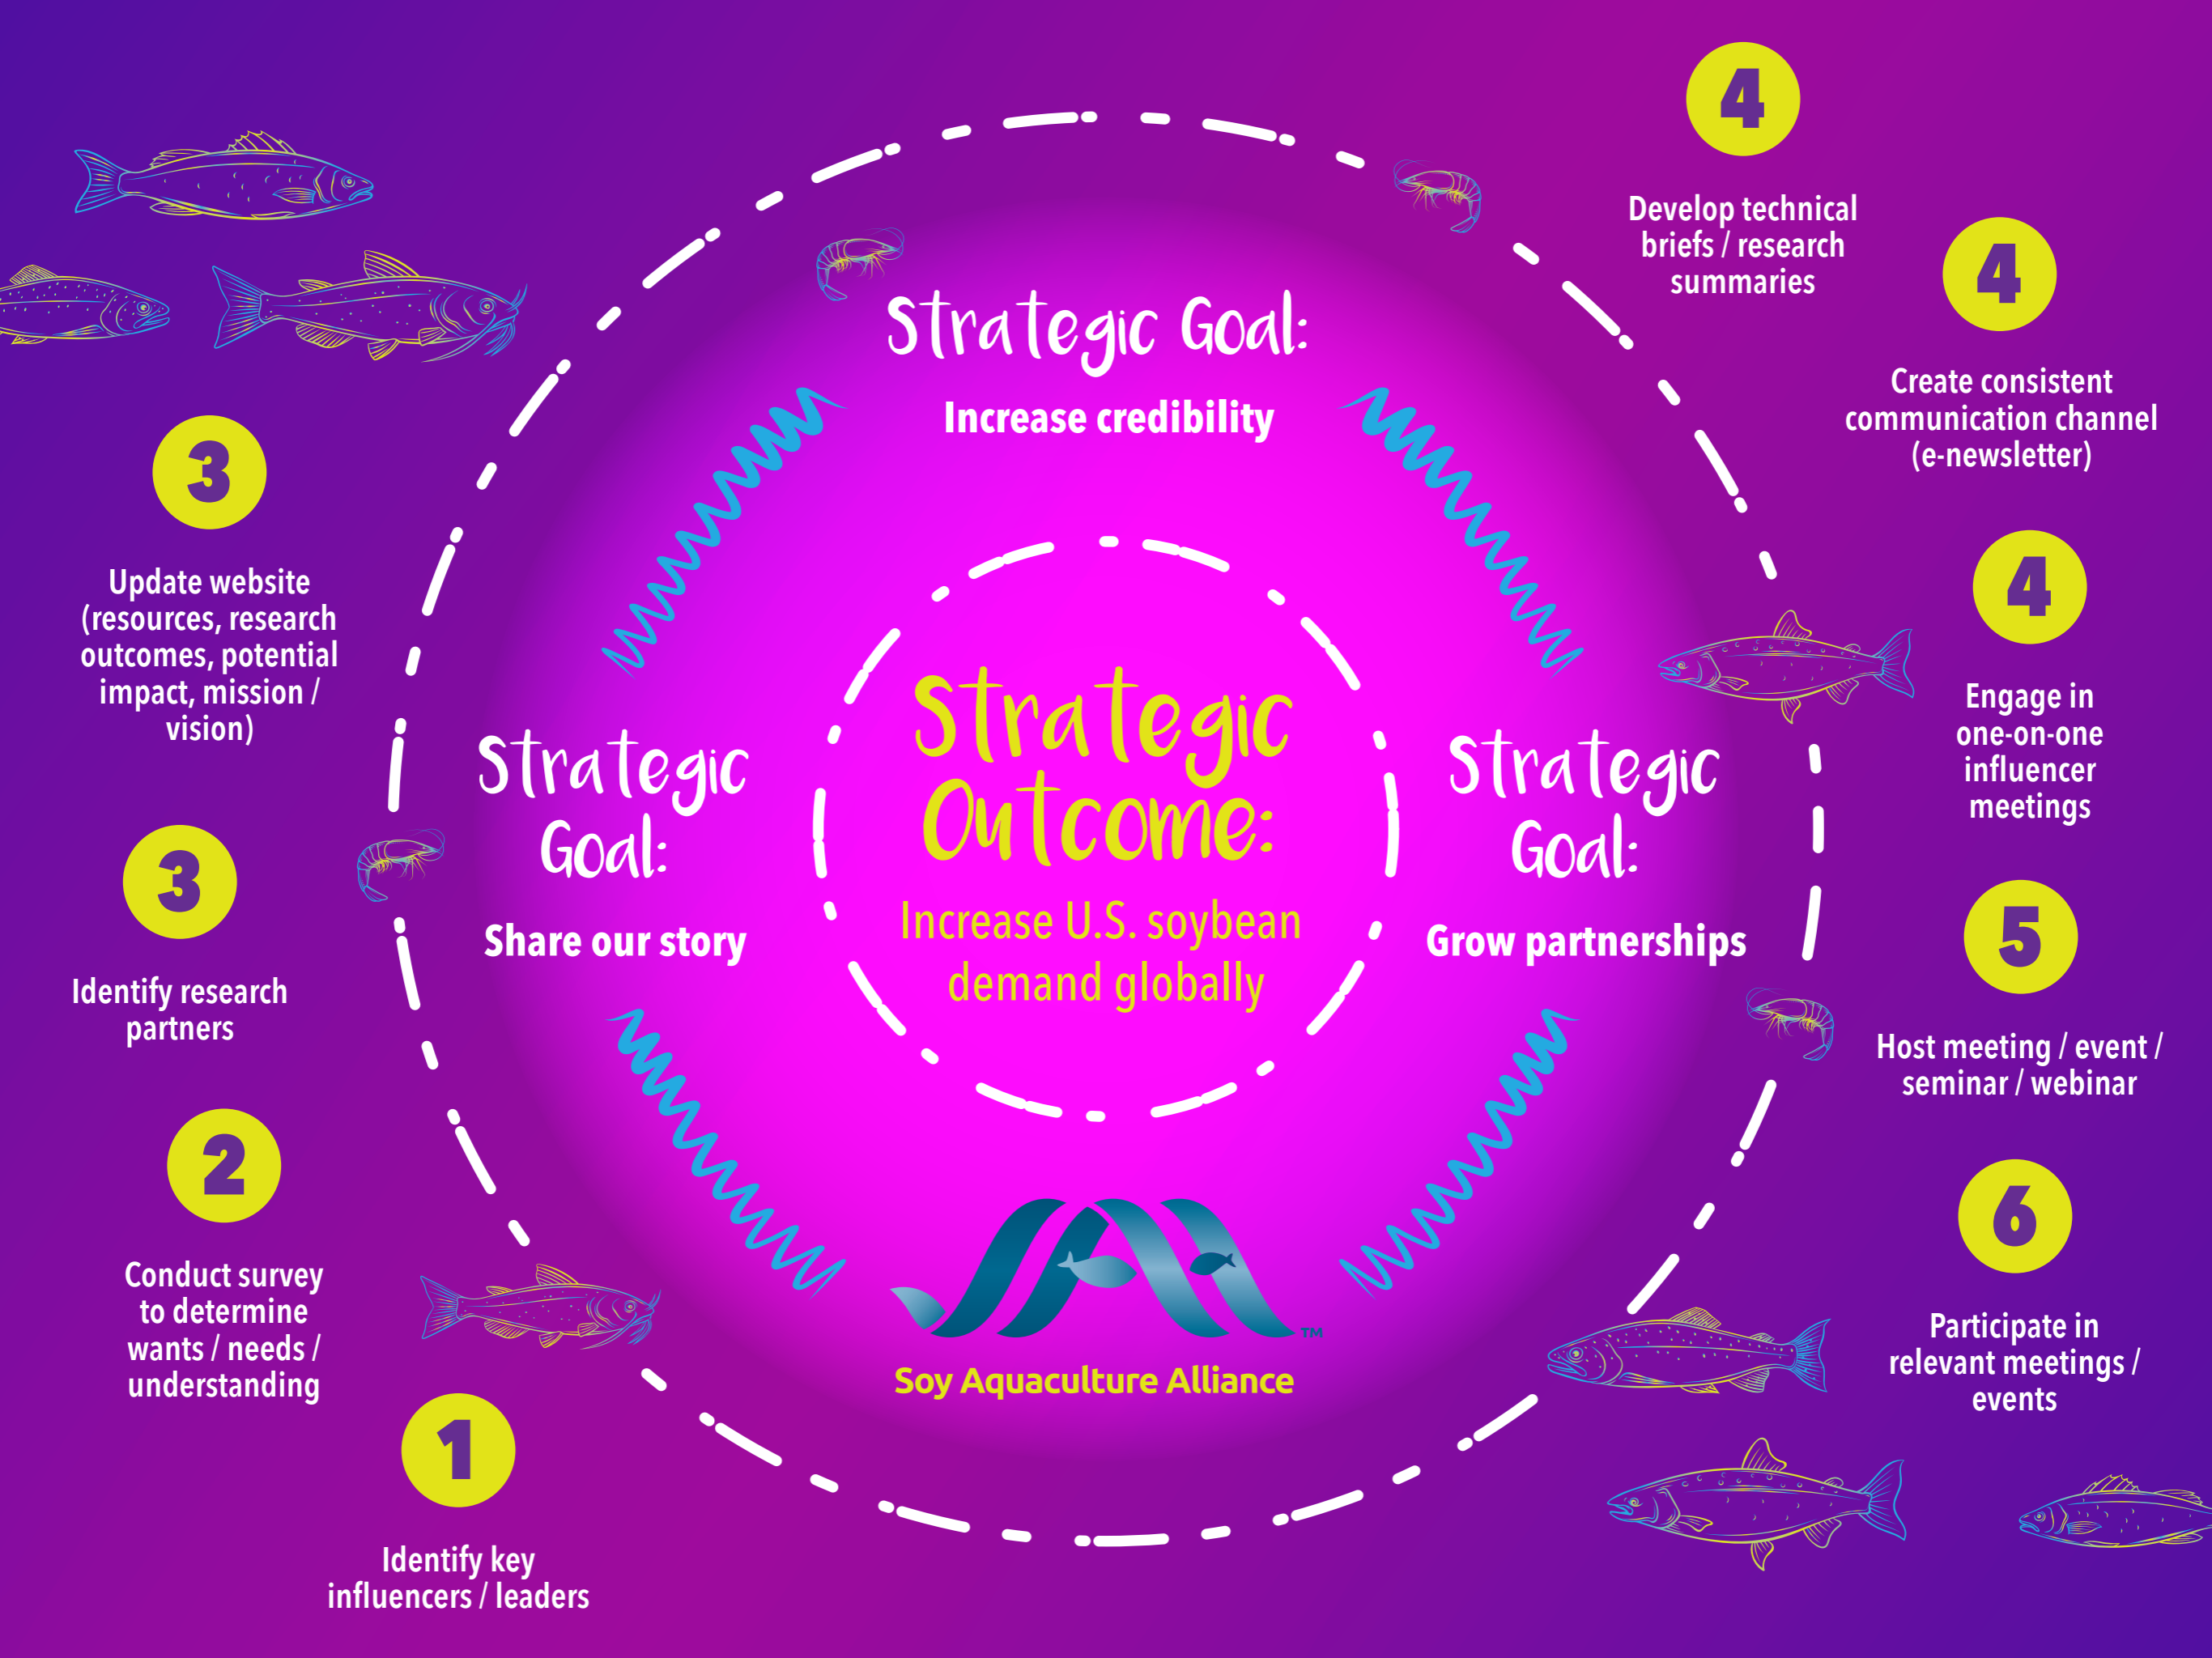 Strategic Goal:
Increase credibility
Strategic
Goal:
Share our story
Strategic
Outcome:
Increase U.S. soybean
demand globally
Strategic
Goal:
Grow partnerships
TM
Soy Aquaculture Alliance
1
Identify key
influencers / leaders
2
Conduct survey
to determine
wants / needs /
understanding
3
Identify research
partners
3
Update website
(resources, research
outcomes, potential
impact, mission /
vision)
4
Develop technical
briefs / research
summaries
4
Create consistent
communication channel
(e-newsletter)
4
Engage in
one-on-one
influencer
meetings
5
Host meeting / event /
seminar / webinar
6
Participate in
relevant meetings /
events